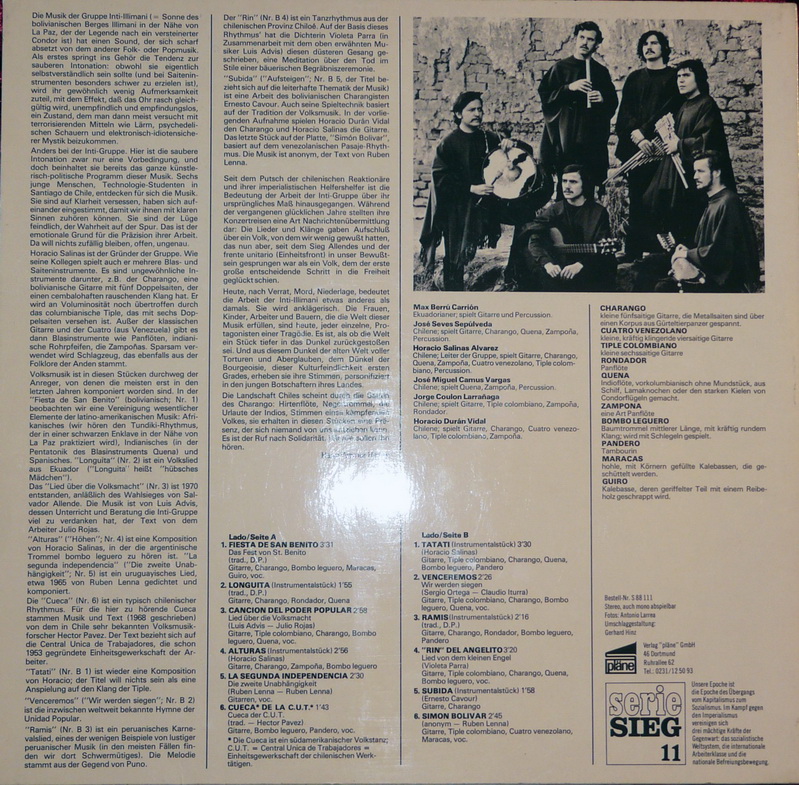 Die Musik der Gruppe Inti-Illimani (= Sonne des
bolivianischen Berges Illimani in der Nähe von
La Paz, der der Legende nach ein versteinerter
Condor ist) hat einen Sound, der sich scharf
absetzt von dem anderer Folk- oder Popmusik.
Als erstes springt ins Gehör die Tendenz zur
sauberen Intonation: obwohl sie eigentlich
selbstverständlich sein sollte (und bei Saiten-
instrumenten besonders schwer zu erzielen ist),
wird ihr gewöhnlich wenig Aufmerksamkeit
zuteil, mit dem Effekt, daß das Ohr rasch gleich-
gültig wird, unempfindlich und empfindungslos,
ein Zustand, dem man dann meist versucht mit
terrorisierenden Mitteln wie Lärm, psychedeli-
schen Schauern und elektronisch-idiotensiche-
rer Mystik beizukommen.
Anders bei der Inti-Gruppe. Hier ist die saubere
Intonation zwar nur eine Vorbedingung, und
doch beinhaltet sie bereits das ganze künstle-
risch-politische Programm dieser Musik. Sechs
junge Menschen, Technologie-Studenten in
Santiago de Chile, entdecken für sich die Musik.
Sie sind auf Klarheit versessen, haben sich auf-
einander eingestimmt, damit wir ihnen mit klaren
Sinnen zuhören können. Sie sind der Lüge
feindlich, der Wahrheit auf der Spur. Das ist der
emotionale Grund für die Präzision ihrer Arbeit.
Da will nichts zufällig bleiben, offen, ungenau.
Horacio Salinas ist der Gründer der Gruppe. Wie
seine Kollegen spielt auch er mehrere Blas- und
Saiteninstrumente. Es sind ungewöhnliche In-
strumente darunter, z.B. der Charango, eine
bolivianische Gitarre mit fünf Doppelsaiten, der
einen cembalohaften rauschenden Klang hat. Er
wird an Voluminosität noch übertroffen durch
das columbianische Tiple, das mit sechs Dop-
pelsaiten versehen ist. Außer der klassischen
Gitarre und der Cuatro (aus Venezuela) gibt es
dann Blasinstrumente wie Panflöten, indiani-
sche Rohrpfeifen, die Zampoñas. Sparsam ver-
wendet wird Schlagzeug, das ebenfalls aus der
Folklore der Anden stammt.
Volksmusik ist in diesen Stücken durchweg der
Anreger, von denen die meisten erst in den
letzten Jahren komponiert worden sind. In der
"Fiesta de San Benito" (bolivianisch; Nr. 1)
beobachten wir eine Vereinigung wesentlicher
Elemente der latino-amerikanischen Musik: Afri-
kanisches (wir hören den Tundiki-Rhythmus,
der in einer schwarzen Enklave in der Nähe von
La Paz praktiziert wird), Indianisches (in der
Pentatonik des Blasinstruments Quena) und
Spanisches. "Longuita" (Nr. 2) ist ein Volkslied
aus Ekuador ("Longuita" heißt "hübsches
Mädchen").
Das "Lied über die Volksmacht" (Nr. 3) ist 1970
entstanden, anläßlich des Wahlsieges von Sal-
vador Allende. Die Musik ist von Luis Advis,
dessen Unterricht und Beratung die Inti-Gruppe
viel zu verdanken hat, der Text von dem
Arbeiter Julio Rojas.
"Alturas" ("Höhen"; Nr. 4) ist eine Komposition
von Horacio Salinas, in der die argentinische
Trommel bombo leguero zu hören ist. "La
segunda independencia" ("Die zweite Unab-
hängigkeit"; Nr. 5) ist ein uruguayisches Lied,
etwa 1965 von Ruben Lenna gedichtet und
komponiert.
Die "Cueca" (Nr. 6) ist ein typisch chilenischer
Rhythmus. Für die hier zu hörende Cueca
stammen Musik und Text (1968 geschrieben)
von dem in Chile sehr bekannten Volksmusik-
forscher Hector Pavez. Der Text bezieht sich auf
die Central Unica de Trabajadores, die schon
1953 gegründete Einheitsgewerkschaft der Ar-
beiter.
"Tatati" (Nr. B 1) ist wieder eine Komposition
von Horacio; der Titel will nichts sein als eine
Anspielung auf den Klang der Tiple.
"Venceremos" ("Wir werden siegen"; Nr. B 2)
ist die inzwischen weltweit bekannte Hymne der
Unidad Popular.
"Ramis" (Nr. B 3) ist ein peruanisches Karne-
valslied, eines der wenigen Beispiele von lustiger
peruanischer Musik (in den meisten Fällen fin-
den wir dort Schwermütiges). Die Melodie
stammt aus der Gegend von Puno.
Der "Rin" (Nr. B 4) ist ein Tanzrhythmus aus der
chilenischen Provinz Chiloé. Auf der Basis dieses
Rhythmus' hat die Dichterin Violeta Parra (in
Zusammenarbeit mit dem oben erwähnten Mu-
siker Luis Advis) diesen düsteren Gesang ge-
schrieben, eine Meditation über den Tod im
Stile einer bäuerischen Begräbniszeremonie.
"Subida" ("Aufsteigen"; Nr. B 5, der Titel be-
zieht sich auf die leiterhafte Thematik der Musik)
ist eine Arbeit des bolivianischen Charangisten
Ernesto Cavour. Auch seine Spieltechnik basiert
auf der Tradition der Volksmusik. In der vorlie-
genden Aufnahme spielen Horacio Durán Vidal
den Charango und Horacio Salinas die Gitarre.
Das letzte Stück auf der Platte, "Simón Bolívar",
basiert auf dem venezolanischen Pasaje-Rhyth-
mus. Die Musik ist anonym, der Text von Ruben
Lenna.
Seit dem Putsch der chilenischen Reaktionäre
und ihrer imperialistischen Helfershelfer ist die
Bedeutung der Arbeit der Inti-Gruppe über ihr
ursprüngliches Maß hinausgegangen. Während
der vergangenen glücklichen Jahre stellten ihre
Konzertreisen eine Art Nachrichtenübermittlung
dar: Die Lieder und Klänge gaben Aufschluß
über ein Volk, von dem wir wenig gewußt hatten,
das nun aber, seit dem Sieg Allendes und der
frente unitario (Einheitsfront) in unser Bewußt-
sein gesprungen war als ein Volk, dem der erste
große entscheidende Schritt in die Freiheit
geglückt schien.
Heute, nach Verrat, Mord, Niederlage, bedeutet
die Arbeit der Inti-Illimani etwas anderes als
damals. Sie wird anklägerisch. Die Frauen,
Kinder, Arbeiter und Bauern, die die Welt dieser
Musik erfüllen, sind heute, jeder einzelne, Pro-
tagonisten einer Tragödie. Es ist, als ob die Welt
ein Stück tiefer in das Dunkel zurückgestoßen
sei. Und aus diesem Dunkel der alten Welt voller
Torturen und Aberglauben, dem Dünkel der
Bourgeoisie, dieser Kulturfeindlichkeit ersten
Grades, erheben sie ihre Stimmen, personifiziert
in den jungen Botschaftern ihres Landes.
Die Landschaft Chiles scheint durch die Saiten
des Charango: Hirtenflöte, Negertrommel, die
Urlaute der Indios, Stimmen eines kämpfenden
Volkes, sie erhalten in diesen Stücken eine Prä-
senz, der sich niemand von uns entziehen kann.
Es ist der Ruf nach Solidarität. Wir alle sollen ihn
hören.
Lado/Seite A
1. FIESTA DE SAN BENITO 3'31
Das Fest von St. Benito
(trad., D.P.)
Gitarre, Charango, Bombo leguero, Maracas,
Guiro, voc.
2. LONGUITA (Instrumentalstück) 1'55
(trad., D.P.)
Gitarre, Charango, Rondador, Quena
3. CANCION DEL PODER POPULAR 2'56
Lied über die Volksmacht
(Luis Advis – Julio Rojas)
Gitarre, Tiple colombiano, Charango, Bombo
leguero, Quena, voc.
4. ALTURAS (Instrumentalstück) 2'56
(Horacio Salinas)
Gitarre, Charango, Zampoña, Bombo leguero
5. LA SEGUNDA INDEPENDENCIA 2'30
Die zweite Unabhängigkeit
(Ruben Lenna – Ruben Lenna)
Gitarren, voc.
6. CUECA* DE LA C.U.T.* 1'43
Cueca der C.U.T.
(trad. — Hector Pavez)
Gitarre, Bombo leguero, Pandero, voc.
* Die Cueca ist ein südamerikanischer Volkstanz;
C.U.T. = Central Unica de Trabajadores =
Einheitsgewerkschaft der chilenischen Werk-
tätigen.
Lado/Seite B
1. TATATI (Instrumentalstück) 3'30
(Horacio Salinas)
Gitarre, Tiple colombiano, Charango, Quena,
Bombo leguero, Pandero
2. VENCEREMOS 2'26
Wir werden siegen
(Sergio Ortega — Claudio Iturra)
Gitarre, Tiple colombiano, Charango, Bombo
leguero, Quena, voc.
3. RAMIS (Instrumentalstück) 2'16
(trad., D.P.)
Gitarre, Charango, Rondador, Bombo leguero,
Pandero
4. "RIN" DEL ANGELITO 3'20
Lied von dem kleinen Engel
(Violeta Parra)
Gitarre, Tiple colombiano, Charango, Quena,
Bombo leguero, voc.
5. SUBIDA (Instrumentalstück) 1'58
(Ernesto Cavour)
Gitarre, Charango
6. SIMON BOLIVAR 2'45
(anonym — Ruben Lenna)
Gitarre, Tiple colombiano, Cuatro venezolano,
Maracas, voc.
Max Berrú Carrión
Ekuadorianer; spielt Gitarre und Percussion.
José Seves Sepúlveda
Chilene; spielt Gitarre, Charango, Quena, Zampoña,
Percussion.
Horacio Salinas Alvarez
Chilene; Leiter der Gruppe, spielt Gitarre, Charango,
Quena, Zampoña, Cuatro venezolano, Tiple colom-
biano, Percussion.
José Miguel Camus Vargas
Chilene; spielt Quena, Zampoña, Percussion.
Jorge Coulon Larrañaga
Chilene; spielt Gitarre, Tiple colombiano, Zampoña,
Rondador.
Horacio Durán Vidal
Chilene; spielt Gitarre, Charango, Cuatro venezo-
lano, Tiple colombiano, Zampoña.
CHARANGO
kleine fünfsaitige Gitarre, die Metallsaiten sind über
einen Korpus aus Gürteltierpanzer gespannt.
CUATRO VENEZOLANO
kleine, kräftig klingende viersaitige Gitarre
TIPLE COLOMBIANO
kleine sechssaitige Gitarre
RONDADOR
Panflöte
QUENA
Indioflöte, vorkolumbianisch ohne Mundstück, aus
Schilf, Lamaknochen oder den starken Kielen von
Condorflügeln gemacht.
ZAMPONA
eine Art Panflöte
BOMBO LEGUERO
Baumtrommel mittlerer Länge, mit kräftig rundem
Klang; wird mit Schlegeln gespielt.
PANDERO
Tambourin
MARACAS
hohle, mit Körnern gefüllte Kalebassen, die ge-
schüttelt werden.
GUIRO
Kalebasse, deren geriffelter Teil mit einem Reibe-
holz geschrappt wird.
Bestell-Nr. S 88 111
Stereo, auch mono abspielbar
Fotos: Antonio Larrea
Umschlaggestaltung:
Gerhard Hinz
pläne
Verlag "pläne" GmbH
46 Dortmund
Ruhrallee 62
Tel.: 0231/12 50 93
serie
SIEG
11
Unsere Epoche ist
die Epoche des Übergangs
vom Kapitalismus zum
Sozialismus. Im Kampf gegen
den Imperialismus
vereinigen sich
drei mächtige Kräfte der
Gegenwart: das sozialistische
Weltsystem, die internationale
Arbeiterklasse und die
nationale Befreiungsbewegung.